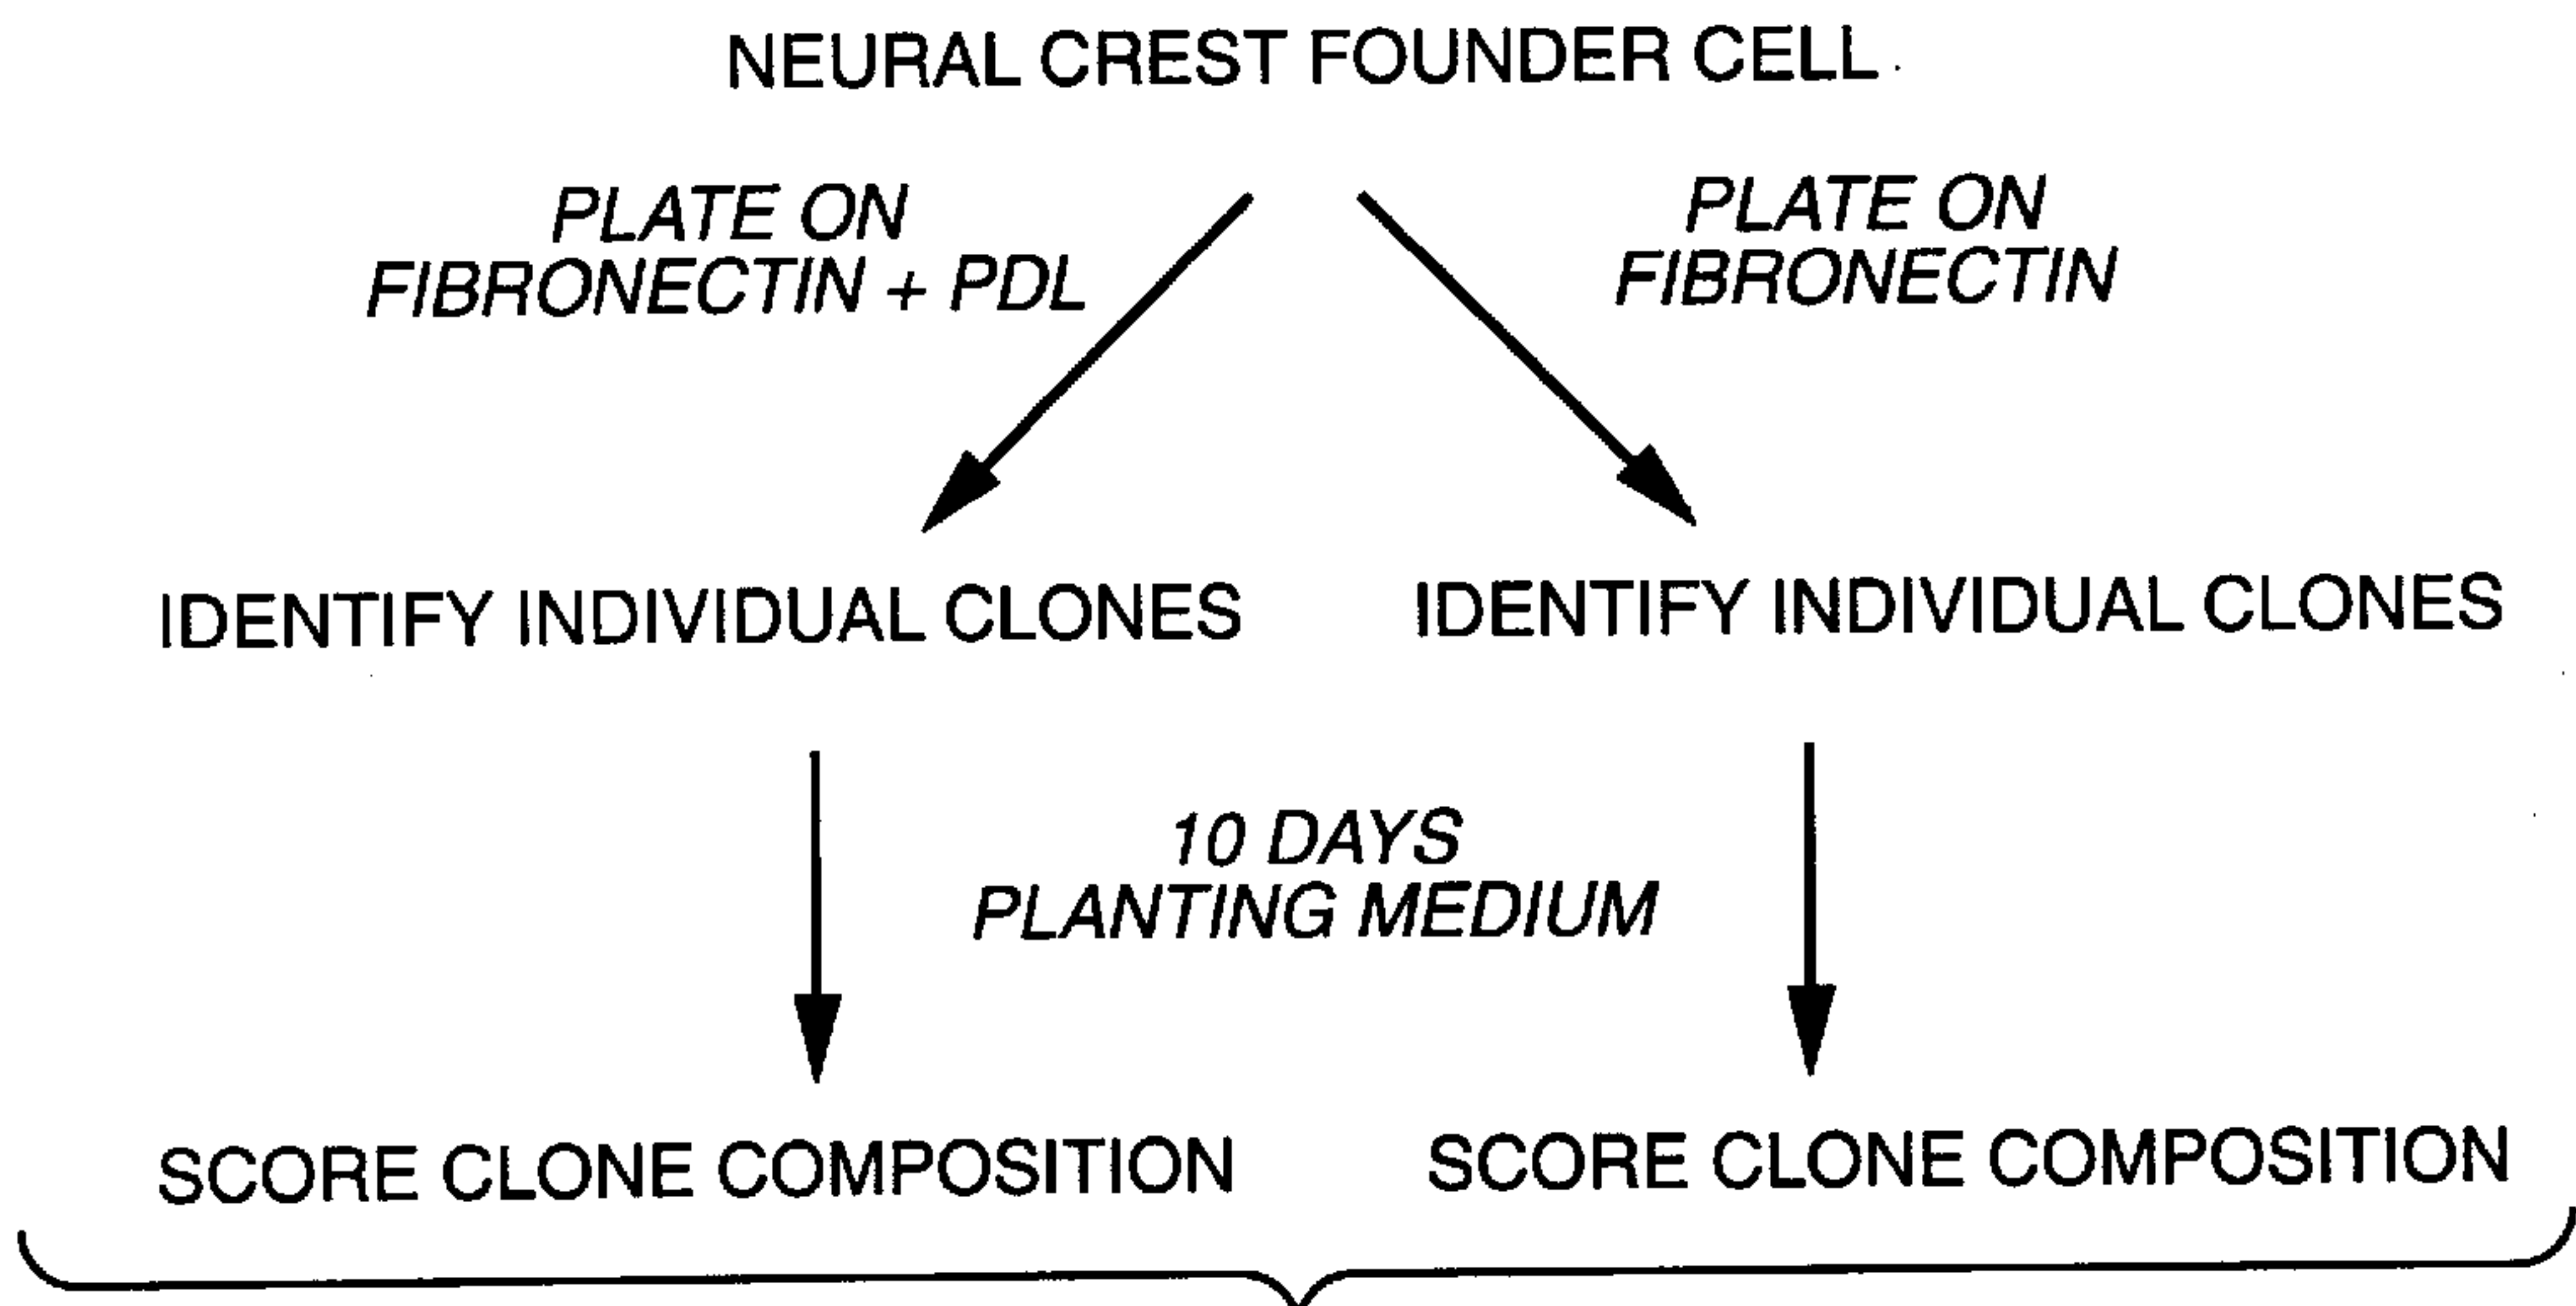 NEURAL CREST FOUNDER CELL
PLATE ON
FIBRONECTIN + PDL
PLATE ON
FIBRONECTIN
IDENTIFY INDIVIDUAL CLONES
IDENTIFY INDIVIDUAL CLONES
10 DAYS
PLANTING MEDIUM
SCORE CLONE COMPOSITION
SCORE CLONE COMPOSITION